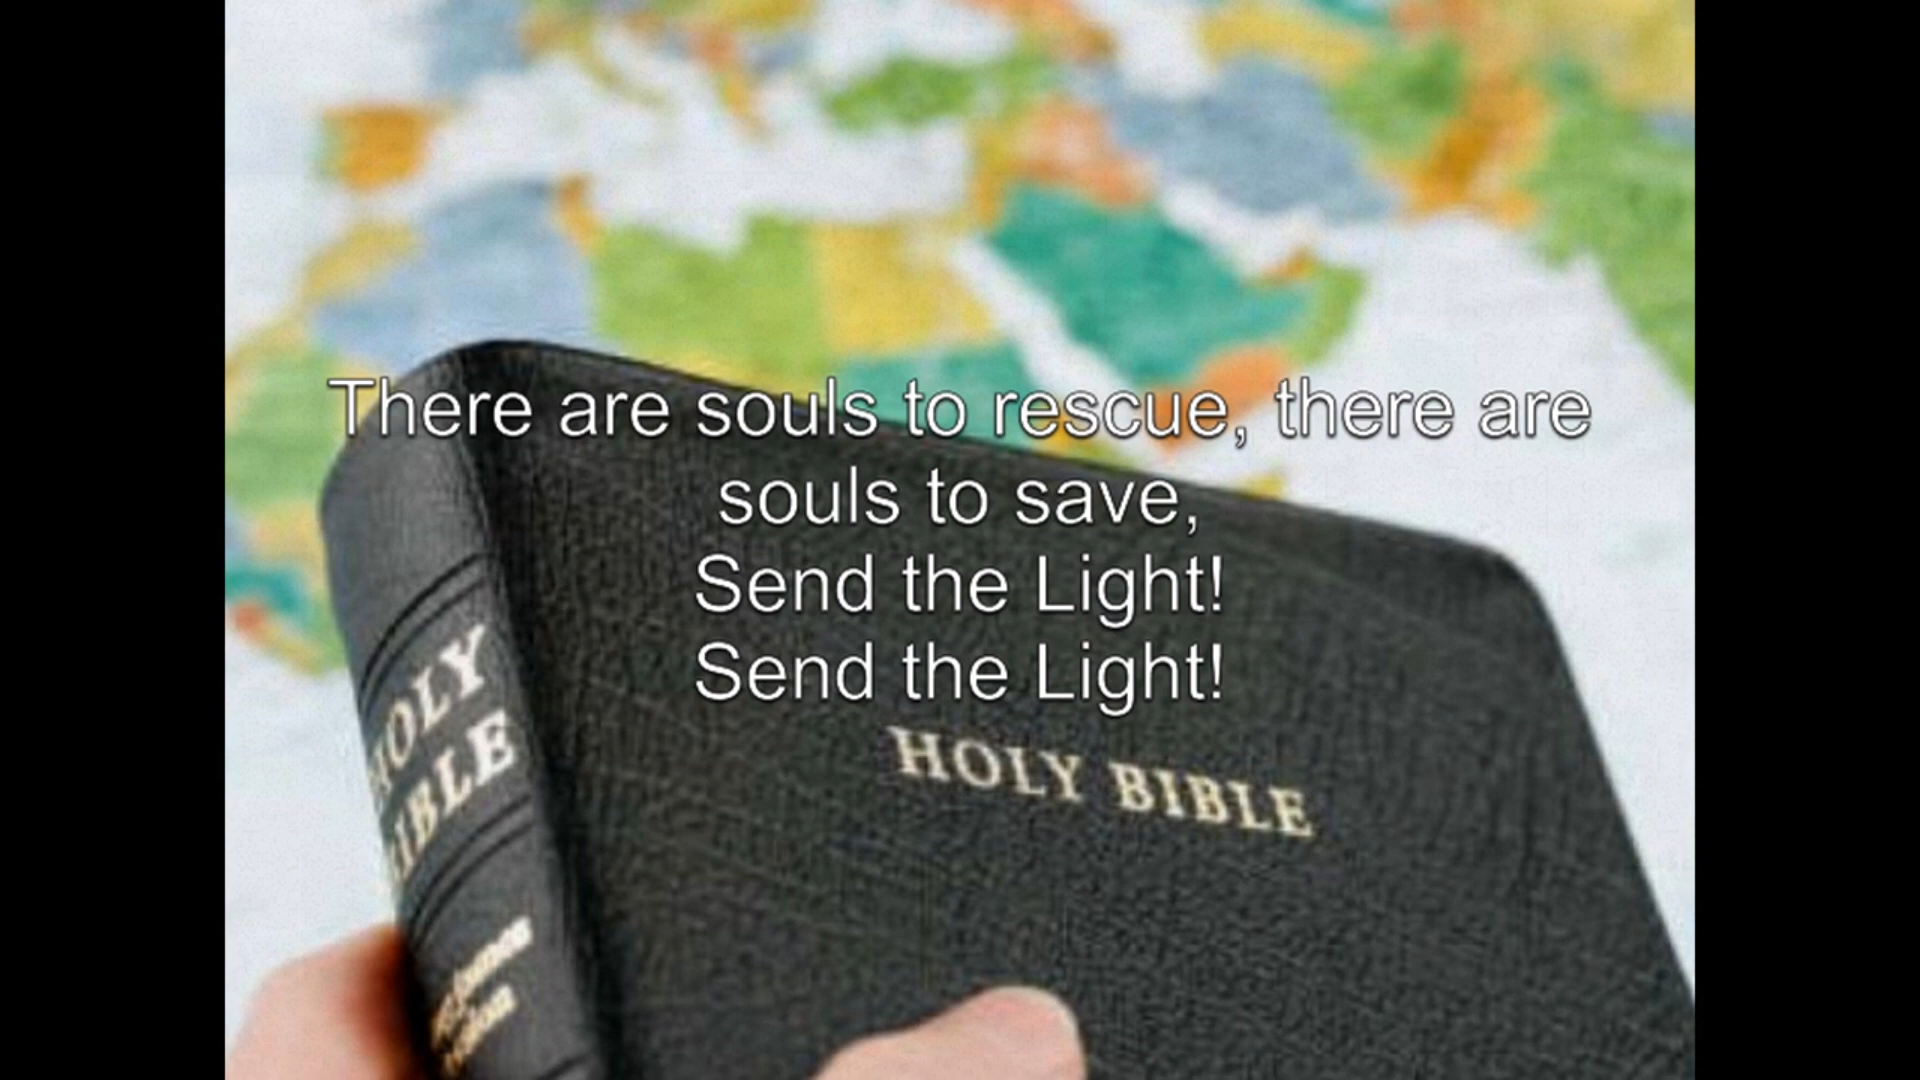 There are souls to rescue, there are
souls to save,
Send the Light!
Send the Light!
HOLY
BIBLE
HOLY BIBLE